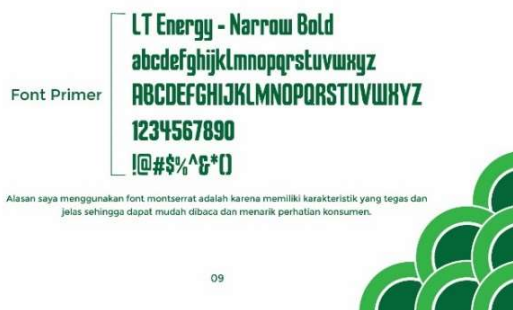 LT Energy - Narrow Bold
abcdefghijklmnopqrstuvwxyz
Font Primer
ABCDEFGHIJKLMNOPQRSTUVWXYZ
1234567890
!@#$%^&*()
Alasan saya menggunakan font montserrat adalah karena memiliki karakteristik yang tegas dan
jelas sehingga dapat mudah dibaca dan menarik perhatian konsumen.
09